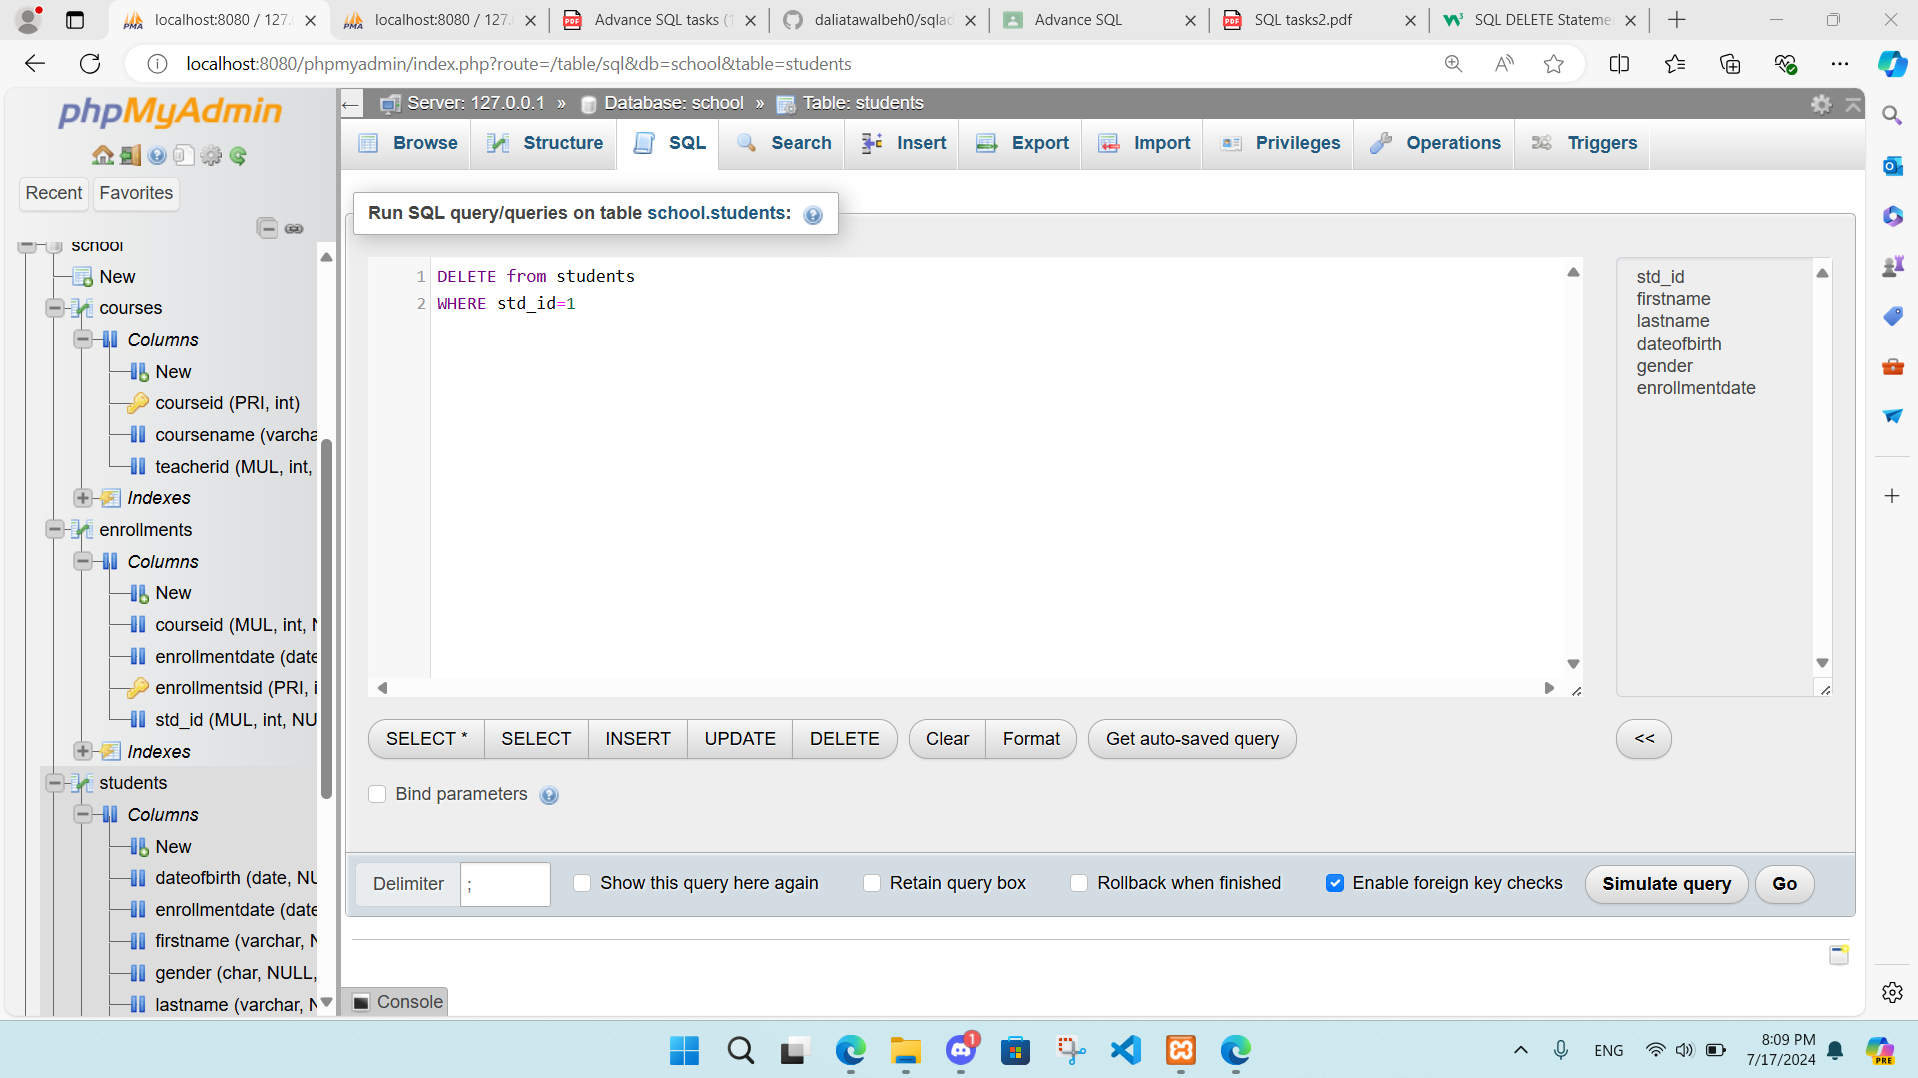 localhost:8080 / 127.
localhost:8080 / 127.
Advance SQL tasks (1
daliatawalbeh0/sqlad
Advance SQL
SQL tasks2.pdf
SQL DELETE Stateme
localhost:8080/phpmyadmin/index.php?route=/table/sql&db=school&table=students
phpMyAdmin
Recent
Favorites
school
New
courses
Columns
New
courseid (PRI, int)
coursename (varcha
teacherid (MUL, int,
Indexes
enrollments
Columns
New
courseid (MUL, int, N
enrollmentdate (date
enrollmentsid (PRI, i
std_id (MUL, int, NU
Indexes
students
Columns
New
dateofbirth (date, NU
enrollmentdate (date
firstname (varchar, N
gender (char, NULL,
lastname (varchar, N
Server: 127.0.0.1 » Database: school » Table: students
Browse
Structure
SQL
Search
Insert
Export
Import
Privileges
Operations
Triggers
Run SQL query/queries on table school.students:
1 DELETE from students
2 WHERE std_id=1
std_id
firstname
lastname
dateofbirth
gender
enrollmentdate
SELECT *
SELECT
INSERT
UPDATE
DELETE
Clear
Format
Get auto-saved query
<<
Bind parameters
Delimiter
;
Show this query here again
Retain query box
Rollback when finished
Enable foreign key checks
Simulate query
Go
Console
1
ENG
8:09 PM
7/17/2024
PRE